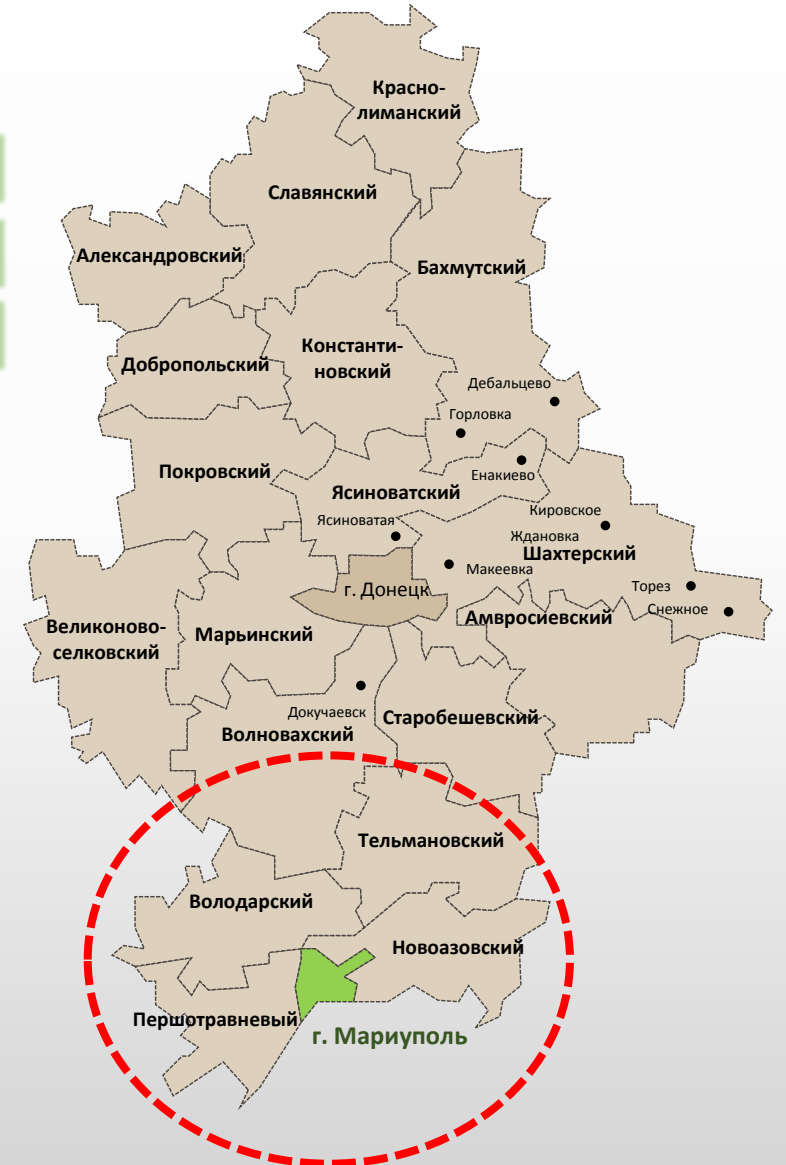 Красно-
лиманский
Славянский
Александровский
Бахмутский
Константи-
новский
Добропольский
Дебальцево
Горловка
Покровский
Енакиево
Ясиноватский
Кировское
Ясиноватая
Ждановка
Шахтерский
Макеевка
г. Донецк
Торез
Снежное
Амвросиевский
Великоново-
селковский
Марьинский
Докучаевск
Старобешевский
Волновахский
Тельмановский
Володарский
Новоазовский
Першотравневый
г. Мариуполь